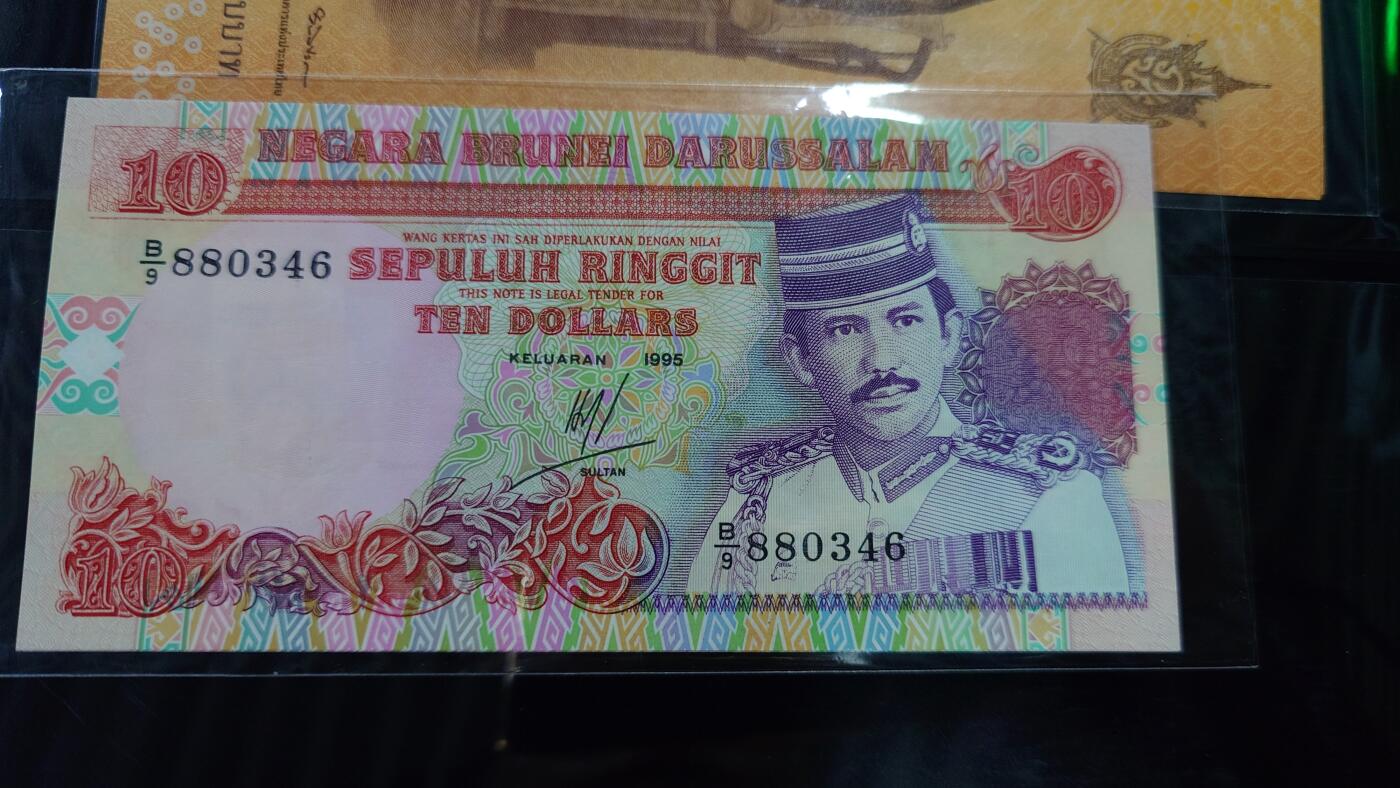 10 NEGARA BRUNEI DARUSSALAM 10
WANG KERTAS INI SAH DIPERLAKUKAN DENGAN NILAI
B/9 880346 SEPULUH RINGGIT
THIS NOTE IS LEGAL TENDER FOR
TEN DOLLARS
KELUARAN 1995
SULTAN
B/9 880346
10